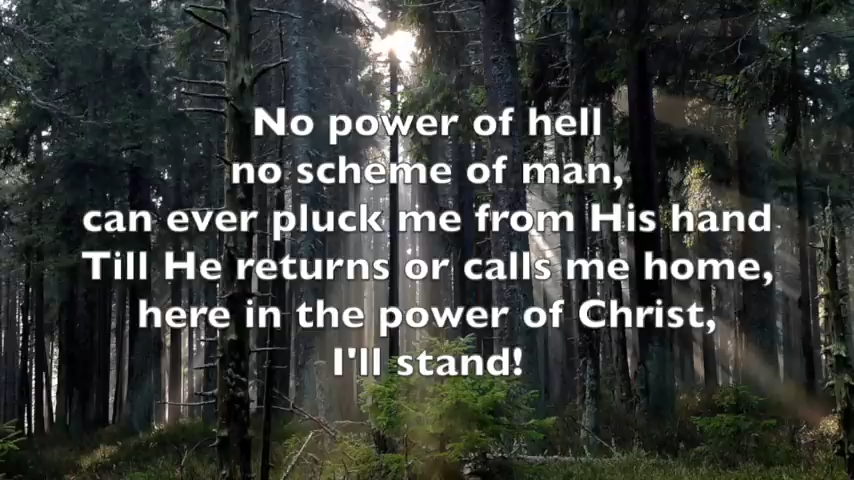 No power of hell
no scheme of man,
can ever pluck me from His hand
Till He returns or calls me home,
here in the power of Christ,
I'll stand!